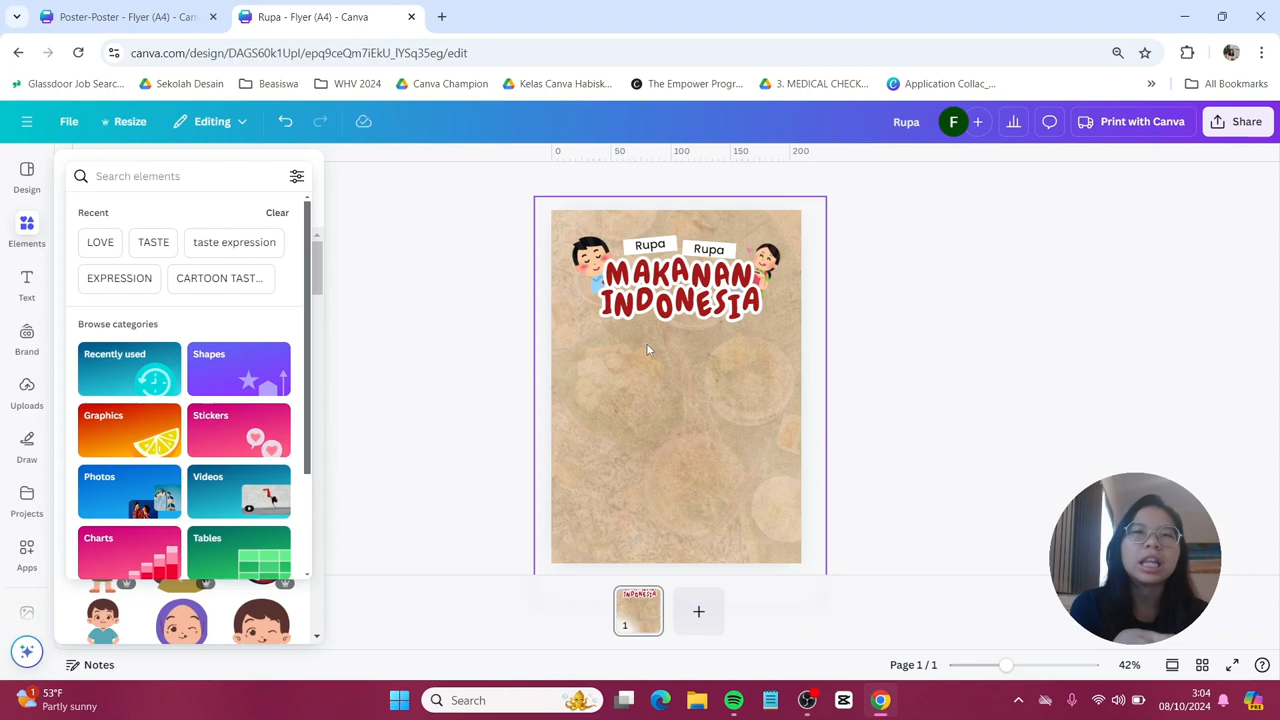 Poster-Poster - Flyer (A4) - Can
Rupa - Flyer (A4) - Canva
canva.com/design/DAGS60k1UpI/epq9ceQm7iEkU_lYSq35eg/edit
Glassdoor Job Searc...
Sekolah Desain
Beasiswa
WHV 2024
Canva Champion
Kelas Canva Habisk...
The Empower Progr...
3. MEDICAL CHECK...
Application Collac_...
All Bookmarks
File
Resize
Editing
Rupa
F
Print with Canva
Share
Design
Elements
Text
Brand
Uploads
Draw
Projects
Apps
Search elements
Recent
Clear
LOVE
TASTE
taste expression
EXPRESSION
CARTOON TAST...
Browse categories
Recently used
Shapes
Graphics
Stickers
Photos
Videos
Charts
Tables
0
50
100
150
200
Rupa
Rupa
MAKANAN
INDONESIA
INDONESIA
1
Notes
Page 1 / 1
42%
1
53°F
Partly sunny
Search
3:04
08/10/2024